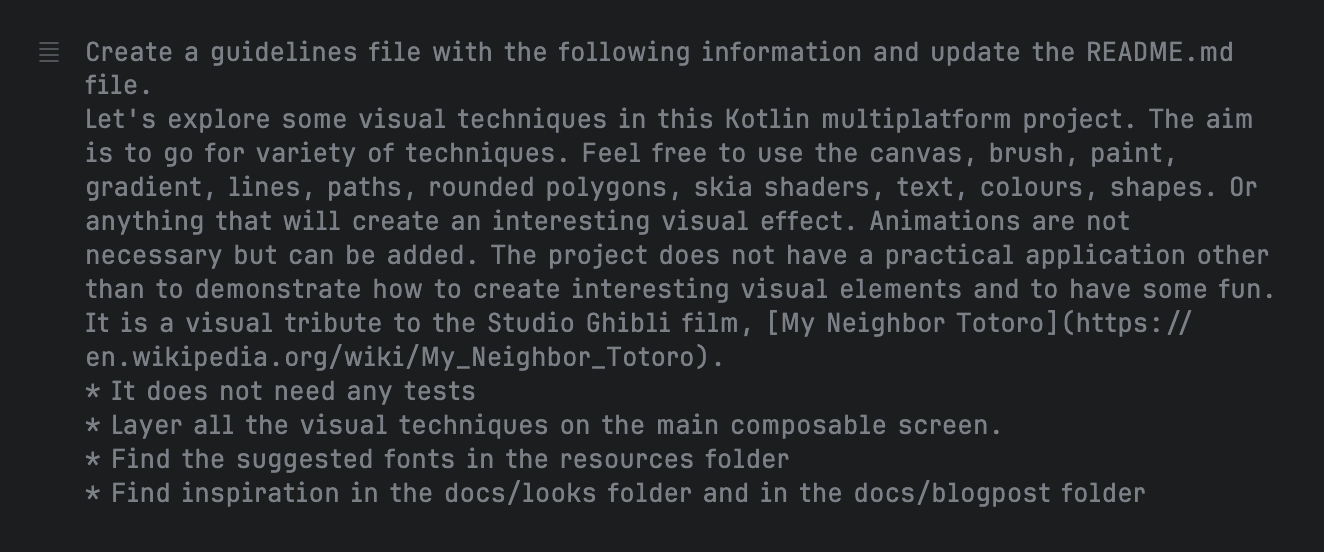 Create a guidelines file with the following information and update the README.md
file.
Let's explore some visual techniques in this Kotlin multiplatform project. The aim
is to go for variety of techniques. Feel free to use the canvas, brush, paint,
gradient, lines, paths, rounded polygons, skia shaders, text, colours, shapes. Or
anything that will create an interesting visual effect. Animations are not
necessary but can be added. The project does not have a practical application other
than to demonstrate how to create interesting visual elements and to have some fun.
It is a visual tribute to the Studio Ghibli film, [My Neighbor Totoro](https://
en.wikipedia.org/wiki/My_Neighbor_Totoro).
* It does not need any tests
* Layer all the visual techniques on the main composable screen.
* Find the suggested fonts in the resources folder
* Find inspiration in the docs/looks folder and in the docs/blogpost folder